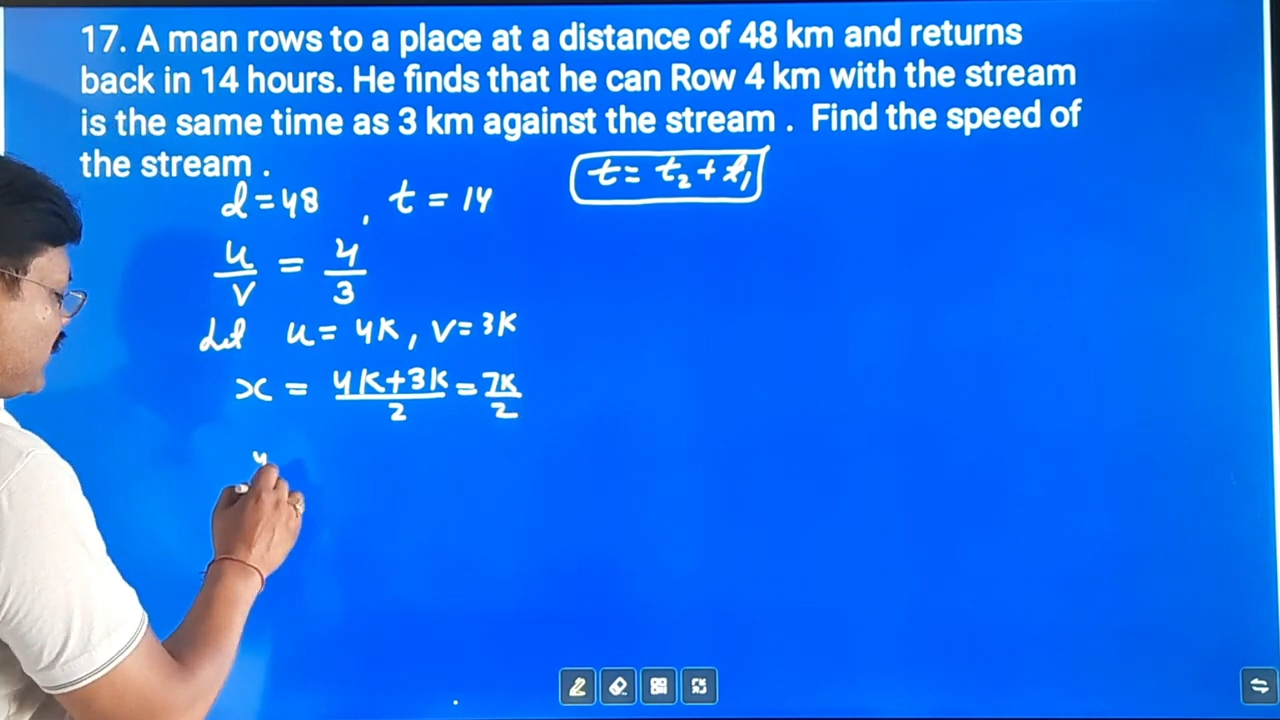 17. A man rows to a place at a distance of 48 km and returns
back in 14 hours. He finds that he can Row 4 km with the stream
is the same time as 3 km against the stream . Find the speed of
the stream .
t = t₂ + t₁
d = 48 , t = 14
u/v = 4/3
Let u = 4K, v = 3K
x = 4K+3K/2 = 7K/2
y